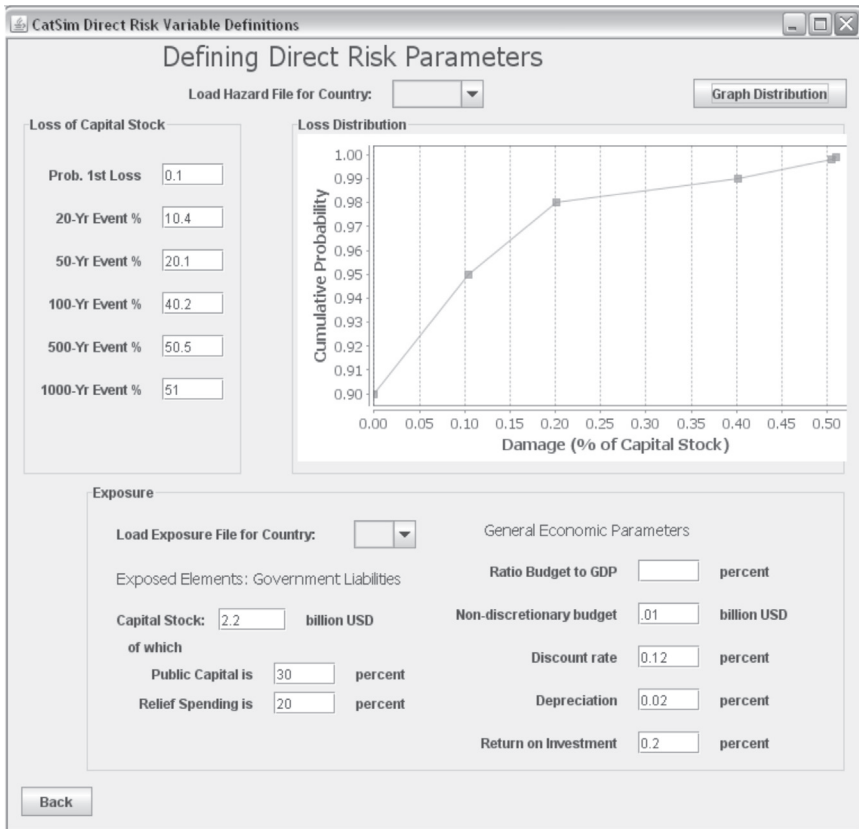 CatSim Direct Risk Variable Definitions
Defining Direct Risk Parameters
Load Hazard File for Country:
Graph Distribution
Loss of Capital Stock
Prob. 1st Loss 0.1
20-Yr Event % 10.4
50-Yr Event % 20.1
100-Yr Event % 40.2
500-Yr Event % 50.5
1000-Yr Event % 51
Loss Distribution
Cumulative Probability
1.00
0.99
0.98
0.97
0.96
0.95
0.94
0.93
0.92
0.91
0.90
0.00 0.05 0.10 0.15 0.20 0.25 0.30 0.35 0.40 0.45 0.50
Damage (% of Capital Stock)
Exposure
Load Exposure File for Country:
Exposed Elements: Government Liabilities
Capital Stock: 2.2 billion USD
of which
Public Capital is 30 percent
Relief Spending is 20 percent
General Economic Parameters
Ratio Budget to GDP percent
Non-discretionary budget .01 billion USD
Discount rate 0.12 percent
Depreciation 0.02 percent
Return on Investment 0.2 percent
Back